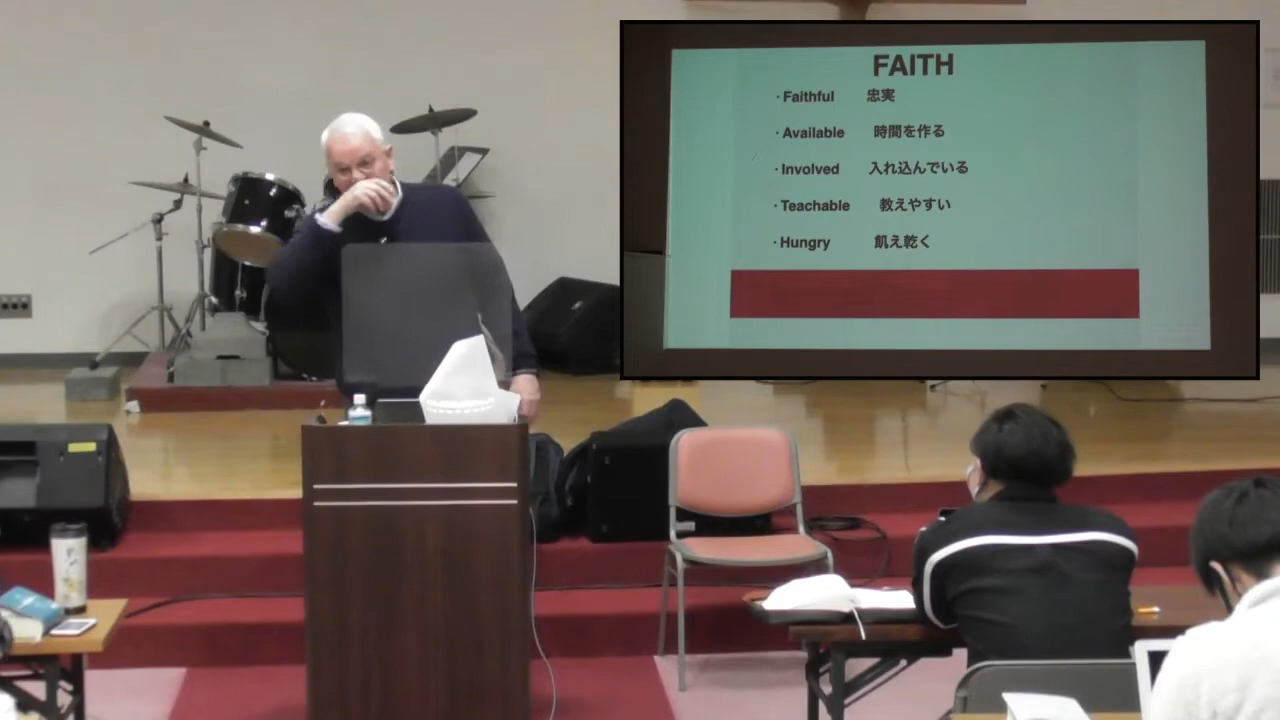 FAITH
・Faithful 忠実
・Available 時間を作る
・Involved 入れ込んでいる
・Teachable 教えやすい
・Hungry 飢え乾く